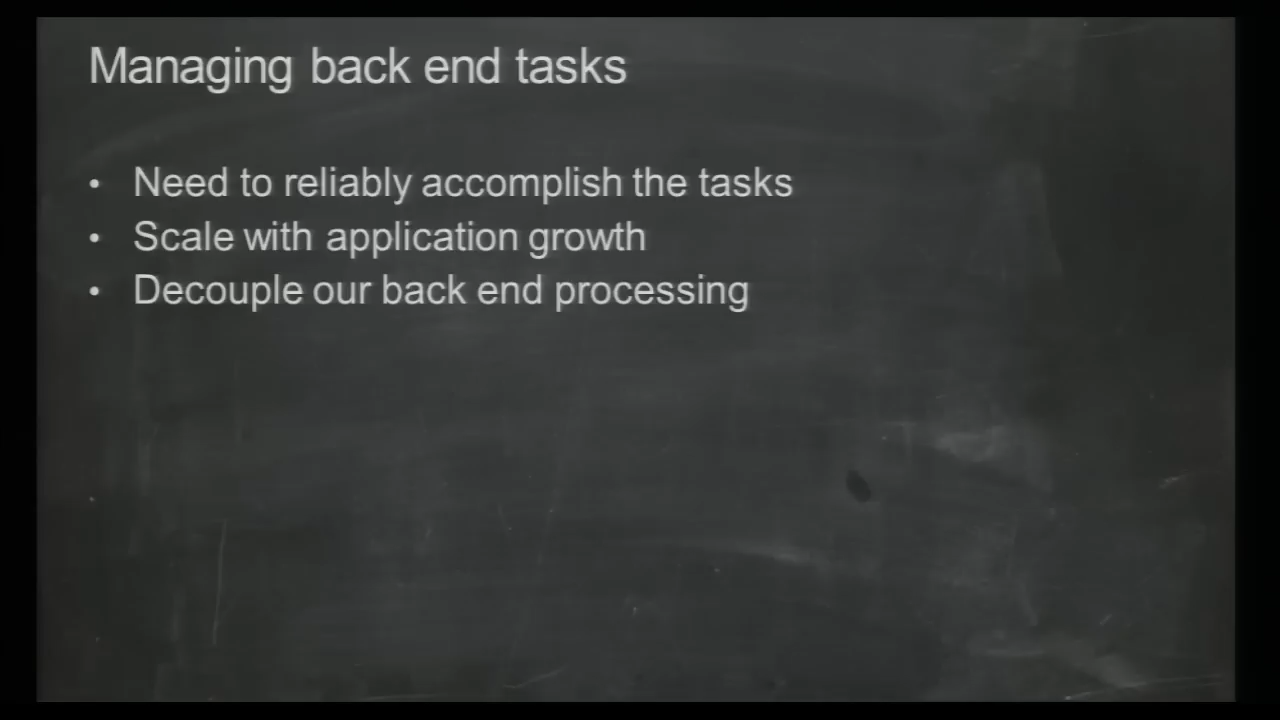 Managing back end tasks
• Need to reliably accomplish the tasks
• Scale with application growth
• Decouple our back end processing